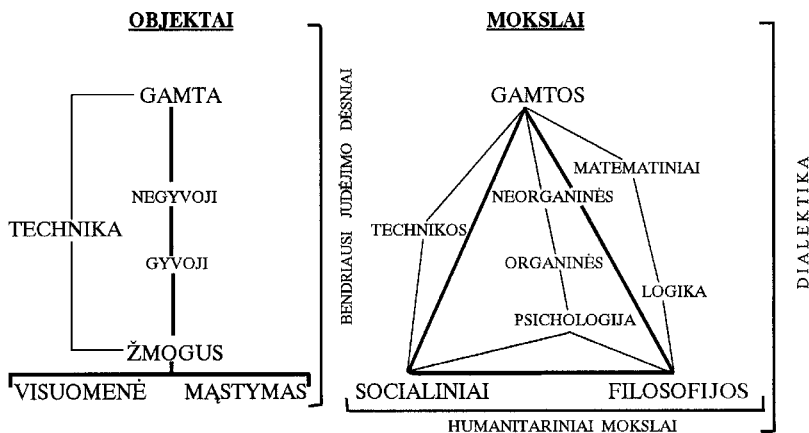 OBJEKTAI
GAMTA
NEGYVOJI
TECHNIKA
GYVOJI
ŽMOGUS
VISUOMENĖ MĄSTYMAS
BENDRIAUSI JUDĖJIMO DĖSNIAI
MOKSLAI
GAMTOS
MATEMATINIAI
NEORGANINĖS
TECHNIKOS
ORGANINĖS
LOGIKA
PSICHOLOGIJA
SOCIALINIAI FILOSOFIJOS
HUMANITARINIAI MOKSLAI
DIALEKTIKA